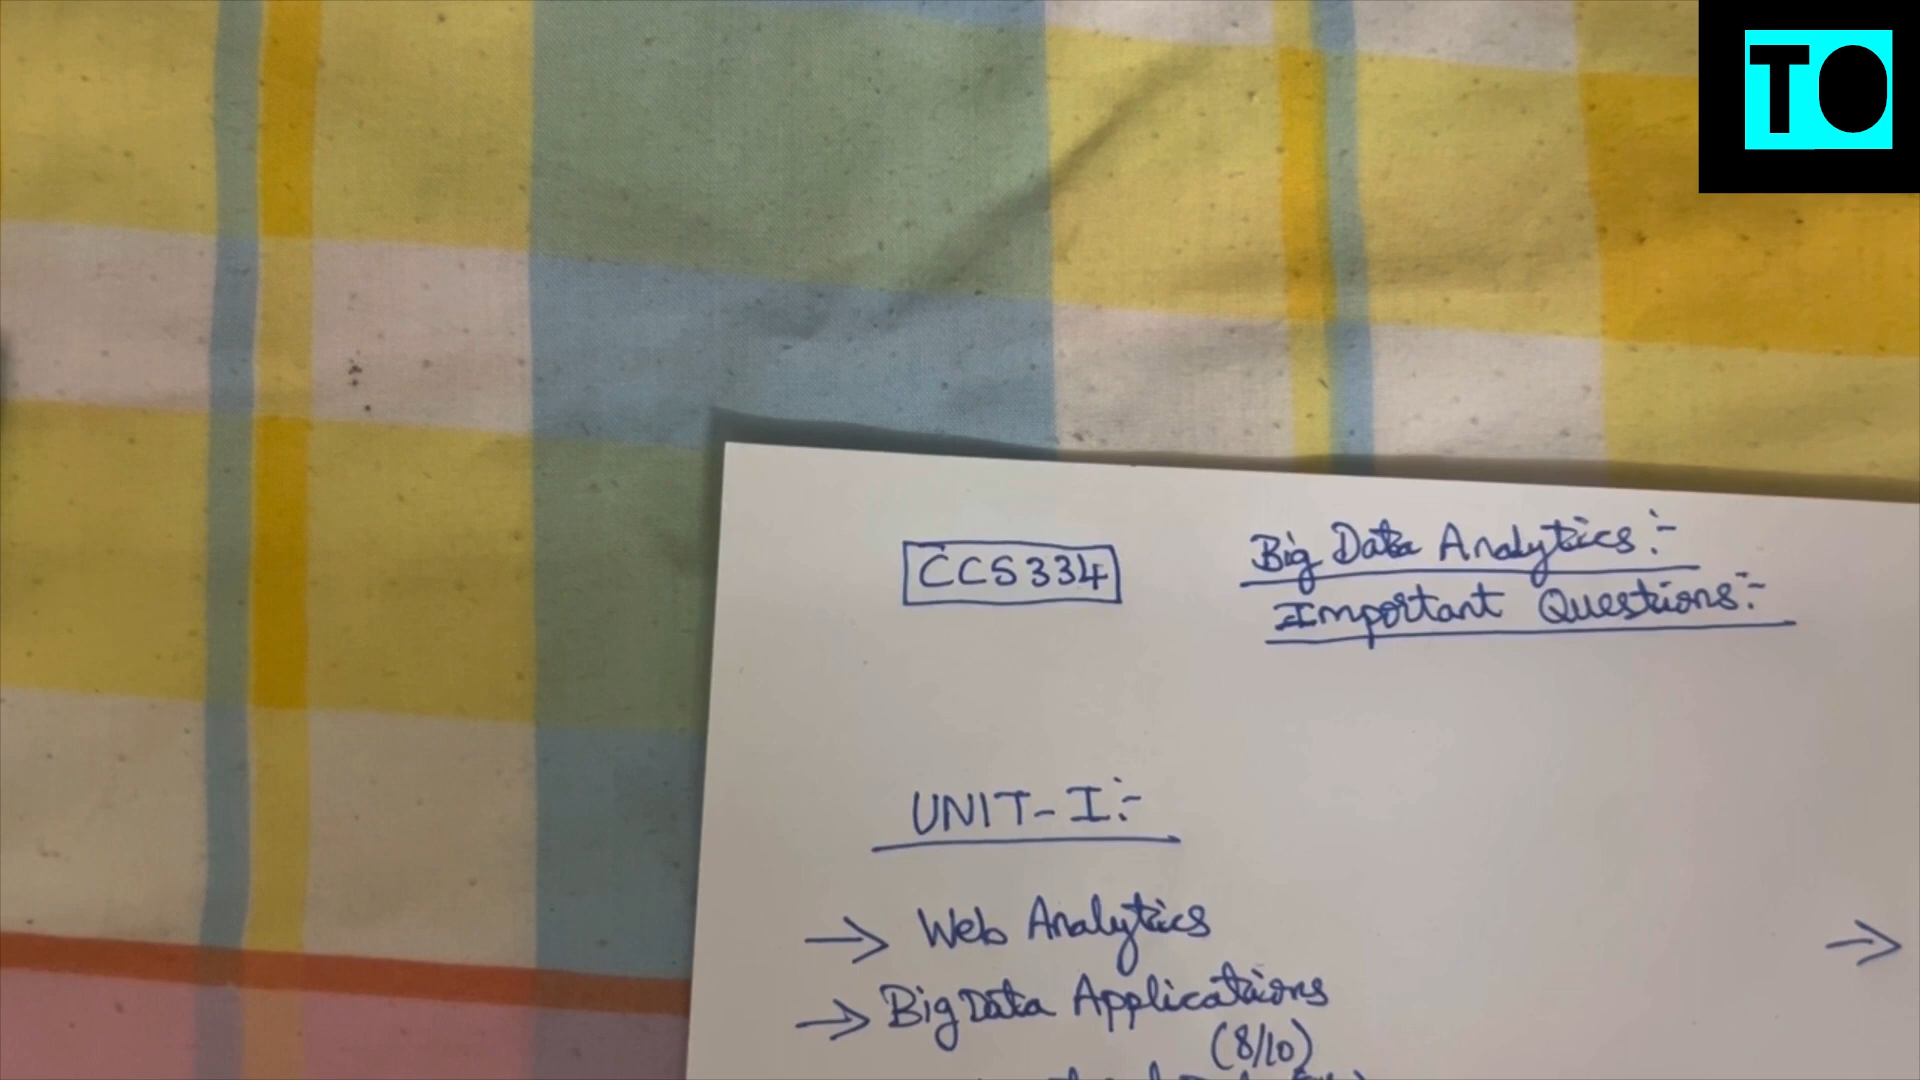 TO
CCS334
Big Data Analytics:-
Important Questions:-
UNIT-I:-
→ Web Analytics
→
→ Big Data Applications
(8/10)